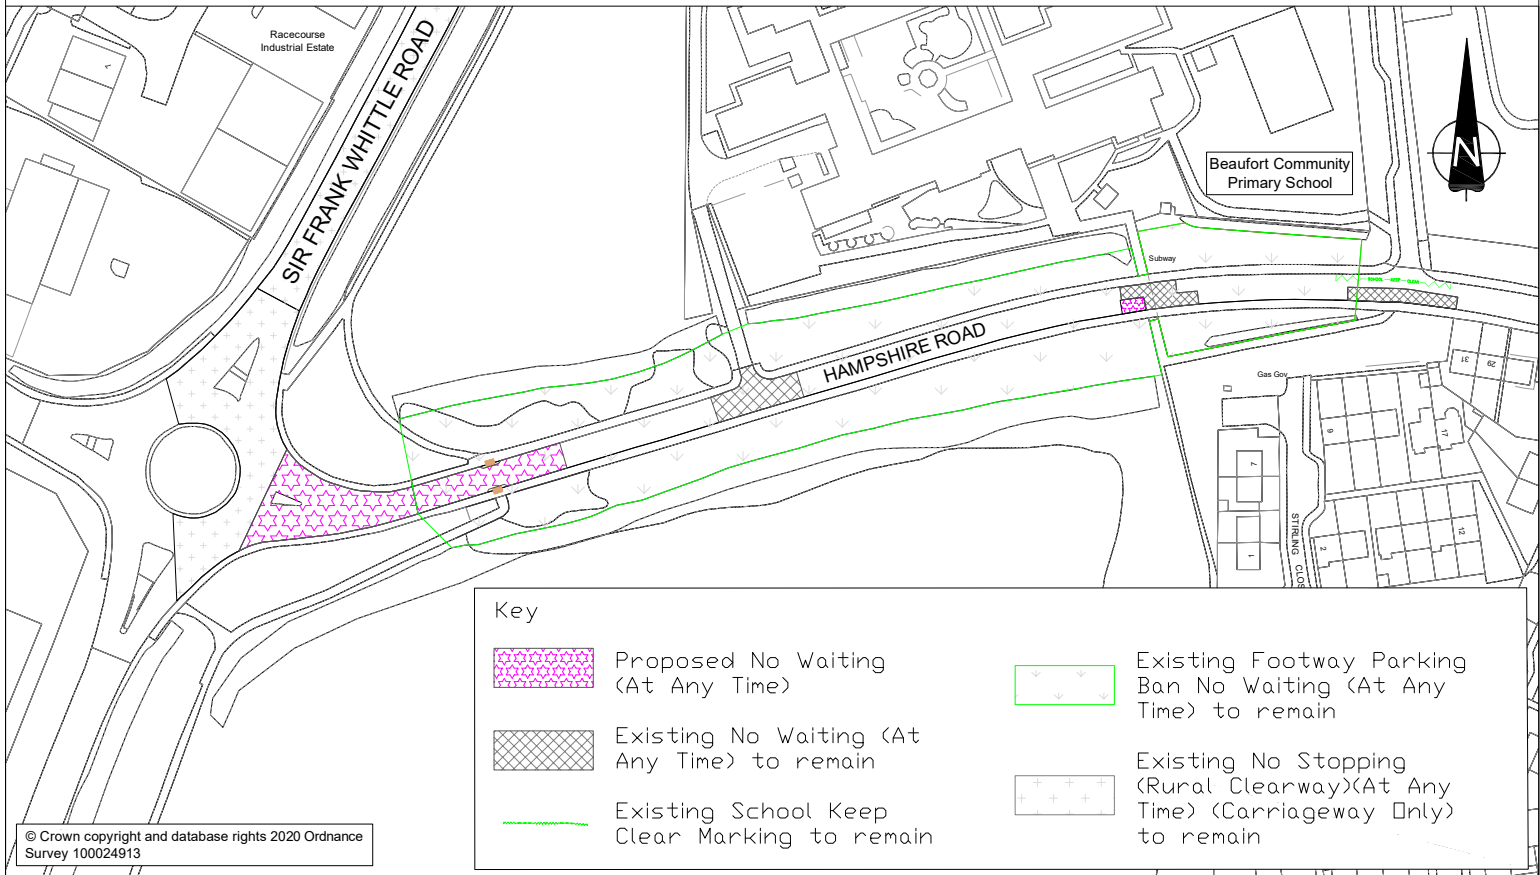 Racecourse
Industrial Estate
SIR FRANK WHITTLE ROAD
N
Beaufort Community
Primary School
Subway
HAMPSHIRE ROAD
Gas Gov
31
29
9
17
7
1
2
12
STIRLING CLOS
Key
Proposed No Waiting
(At Any Time)
Existing No Waiting (At
Any Time) to remain
Existing School Keep
Clear Marking to remain
Existing Footway Parking
Ban No Waiting (At Any
Time) to remain
Existing No Stopping
(Rural Clearway)(At Any
Time) (Carriageway Only)
to remain
© Crown copyright and database rights 2020 Ordnance
Survey 100024913